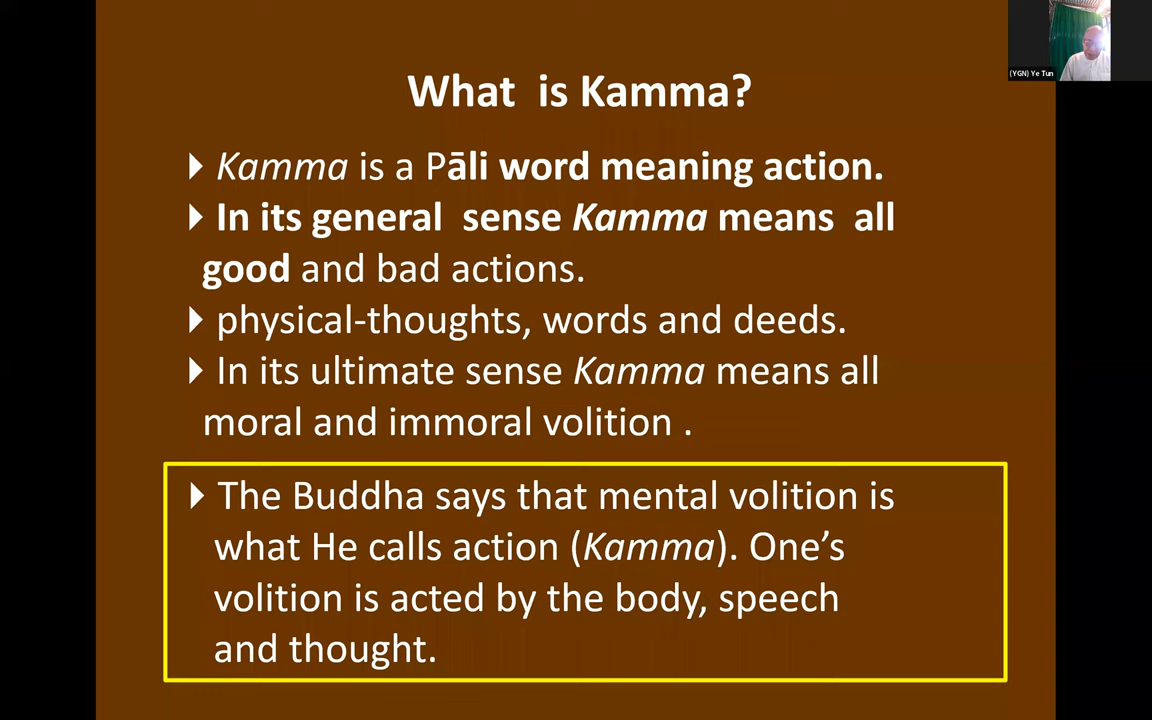 What is Kamma?
Kamma is a Pāli word meaning action.
In its general sense Kamma means all
good and bad actions.
physical-thoughts, words and deeds.
In its ultimate sense Kamma means all
moral and immoral volition .
The Buddha says that mental volition is
what He calls action (Kamma). One’s
volition is acted by the body, speech
and thought.
(YGN) Ye Tun